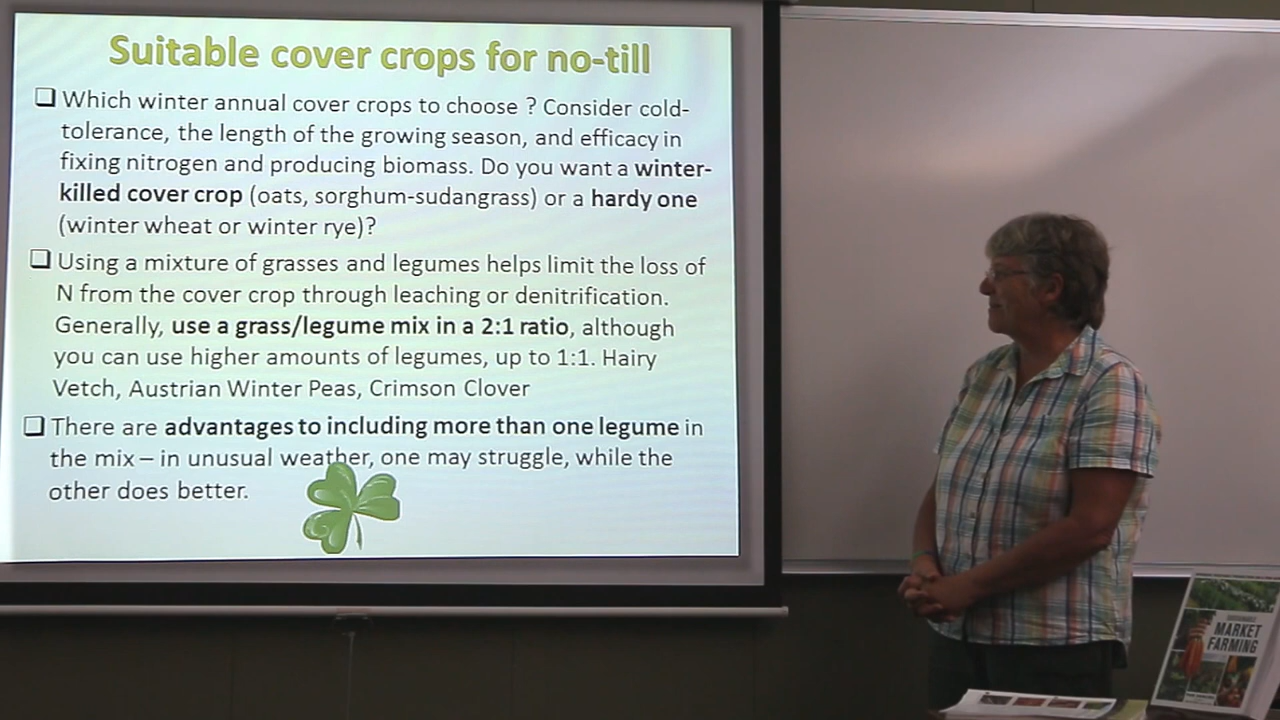 Suitable cover crops for no-till
❑ Which winter annual cover crops to choose ? Consider cold-
tolerance, the length of the growing season, and efficacy in
fixing nitrogen and producing biomass. Do you want a winter-
killed cover crop (oats, sorghum-sudangrass) or a hardy one
(winter wheat or winter rye)?
❑ Using a mixture of grasses and legumes helps limit the loss of
N from the cover crop through leaching or denitrification.
Generally, use a grass/legume mix in a 2:1 ratio, although
you can use higher amounts of legumes, up to 1:1. Hairy
Vetch, Austrian Winter Peas, Crimson Clover
❑ There are advantages to including more than one legume in
the mix – in unusual weather, one may struggle, while the
other does better.
MARKET
FARMING